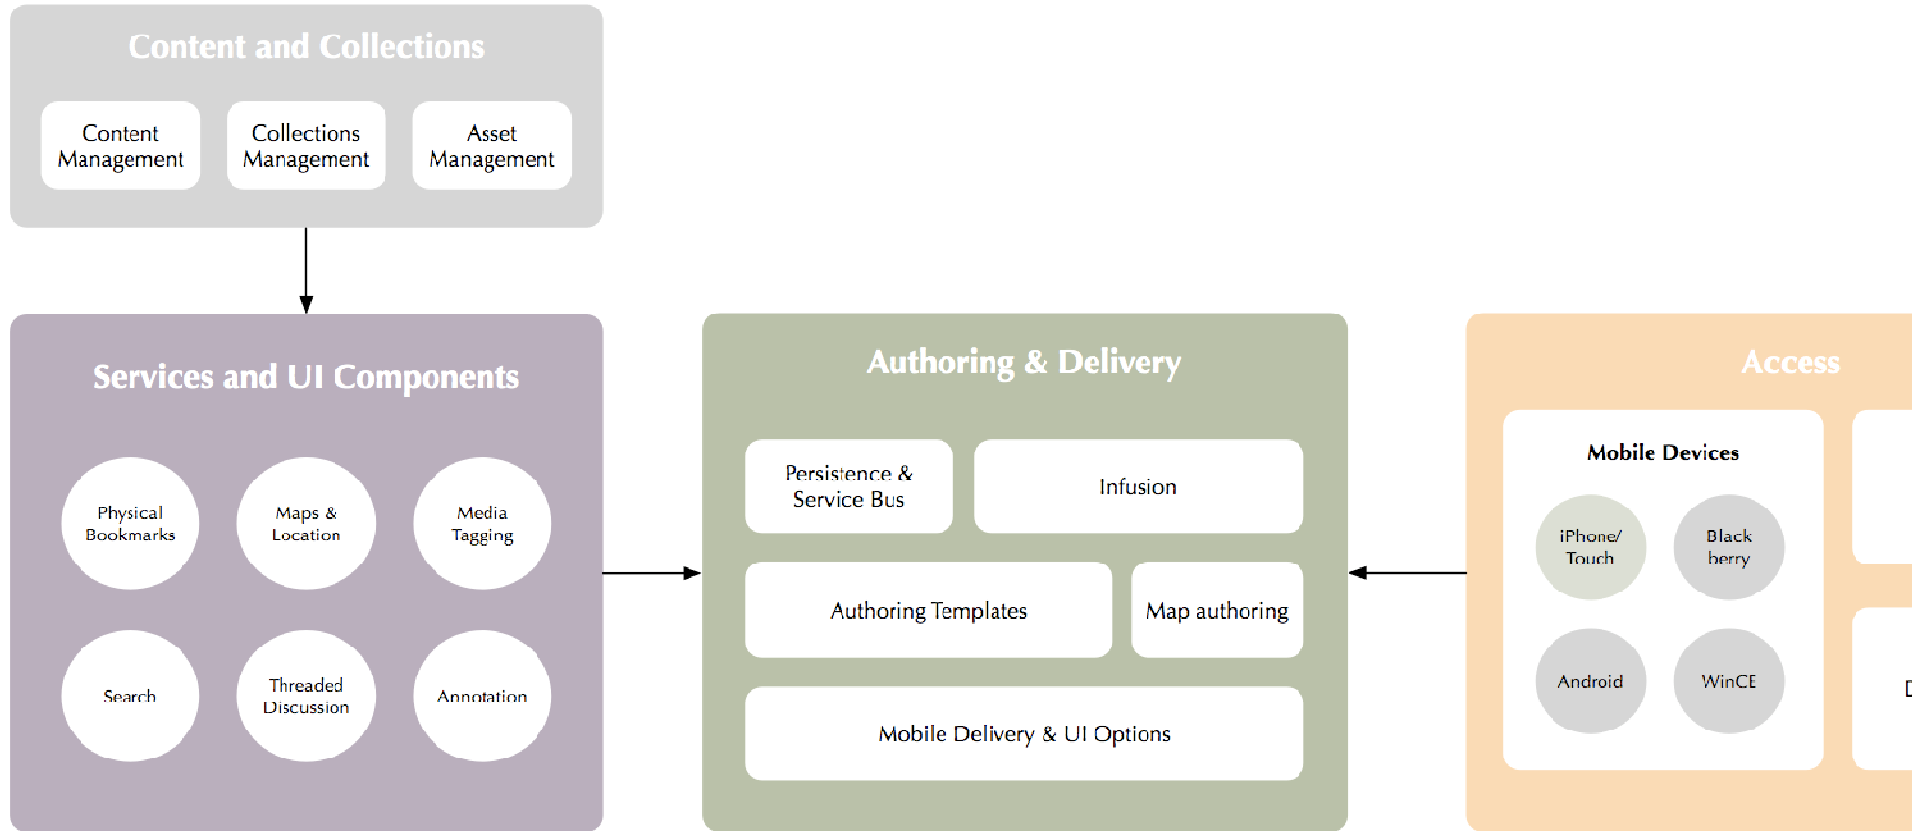 Content and Collections
Content
Management
Collections
Management
Asset
Management
Services and UI Components
Physical
Bookmarks
Maps &
Location
Media
Tagging
Search
Threaded
Discussion
Annotation
Authoring & Delivery
Persistence &
Service Bus
Infusion
Authoring Templates
Map authoring
Mobile Delivery & UI Options
Access
Mobile Devices
iPhone/
Touch
Black
berry
Android
WinCE